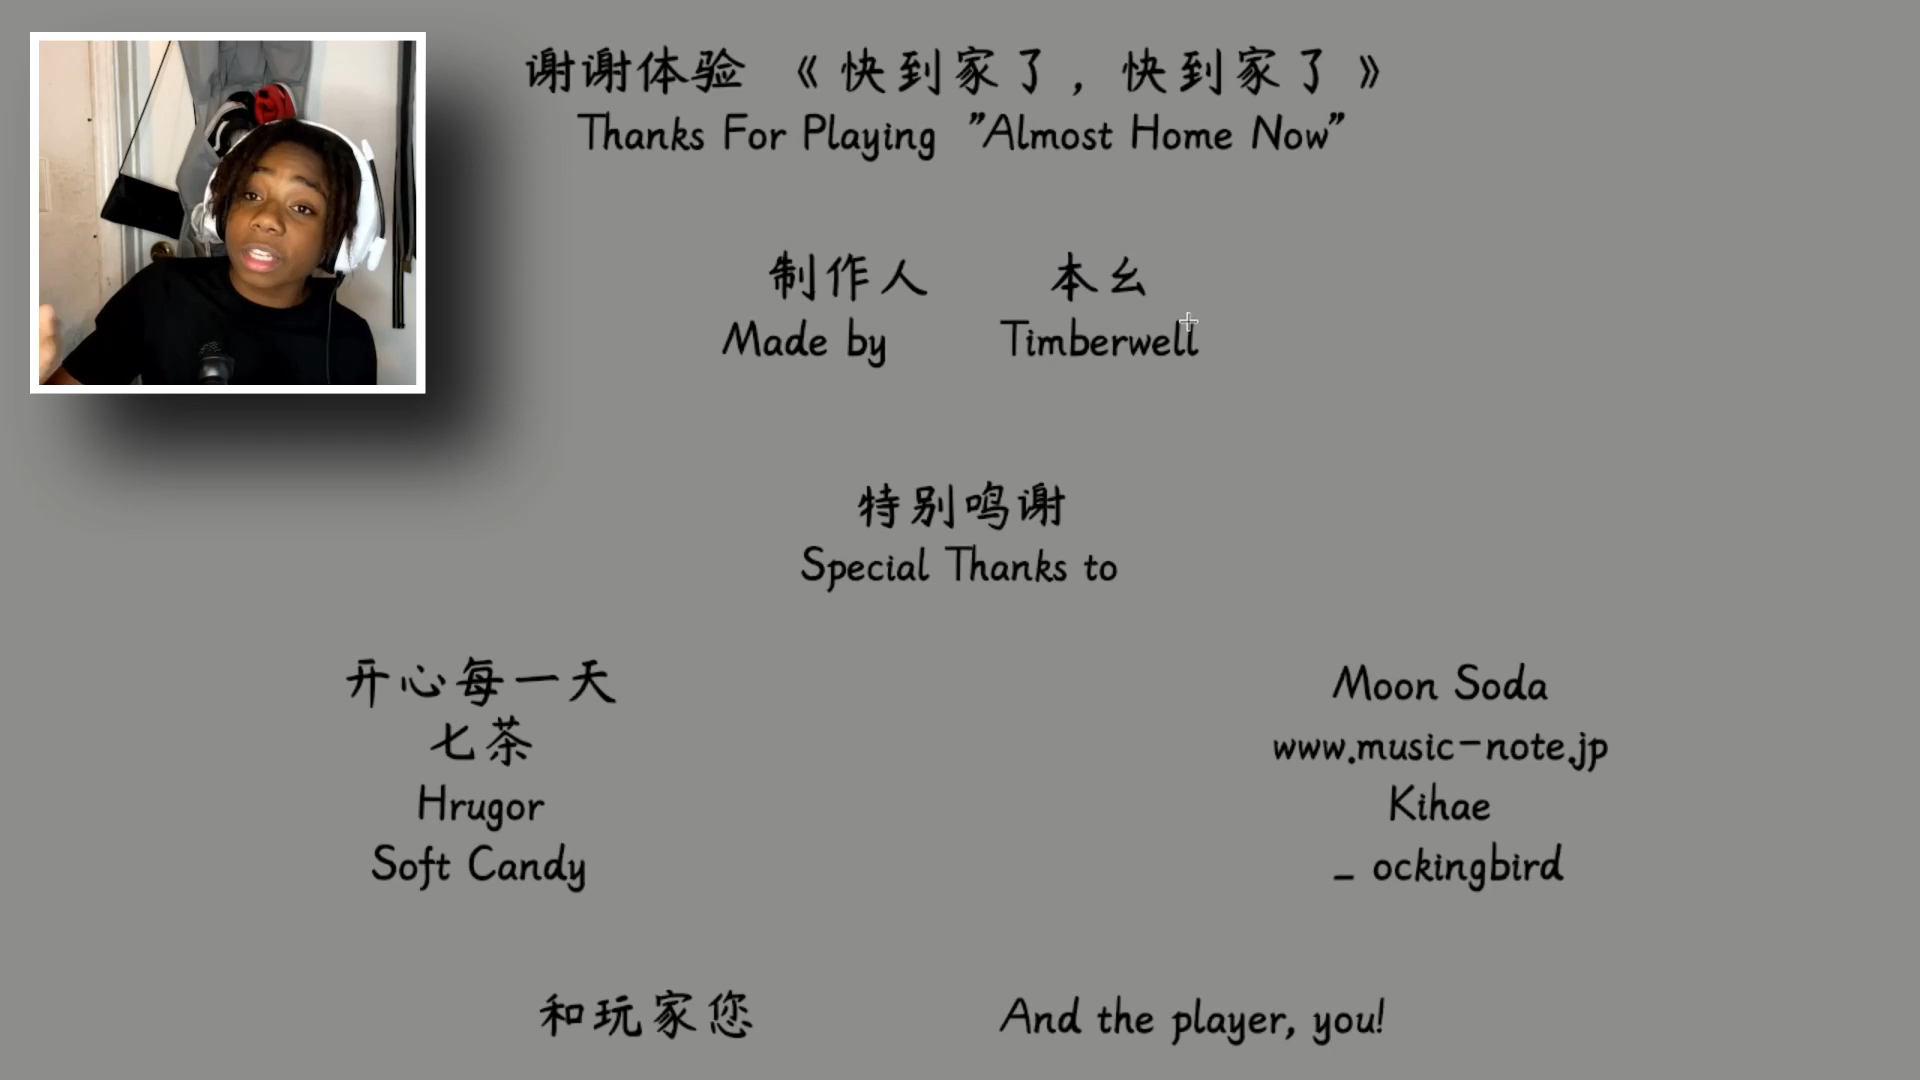 谢谢体验 《快到家了，快到家了》
Thanks For Playing "Almost Home Now"
制作人 本幺
Made by Timberwell
特别鸣谢
Special Thanks to
开心每一天
七茶
Hrugor
Soft Candy
Moon Soda
www.music-note.jp
Kihae
_ ockingbird
和玩家您 And the player, you!